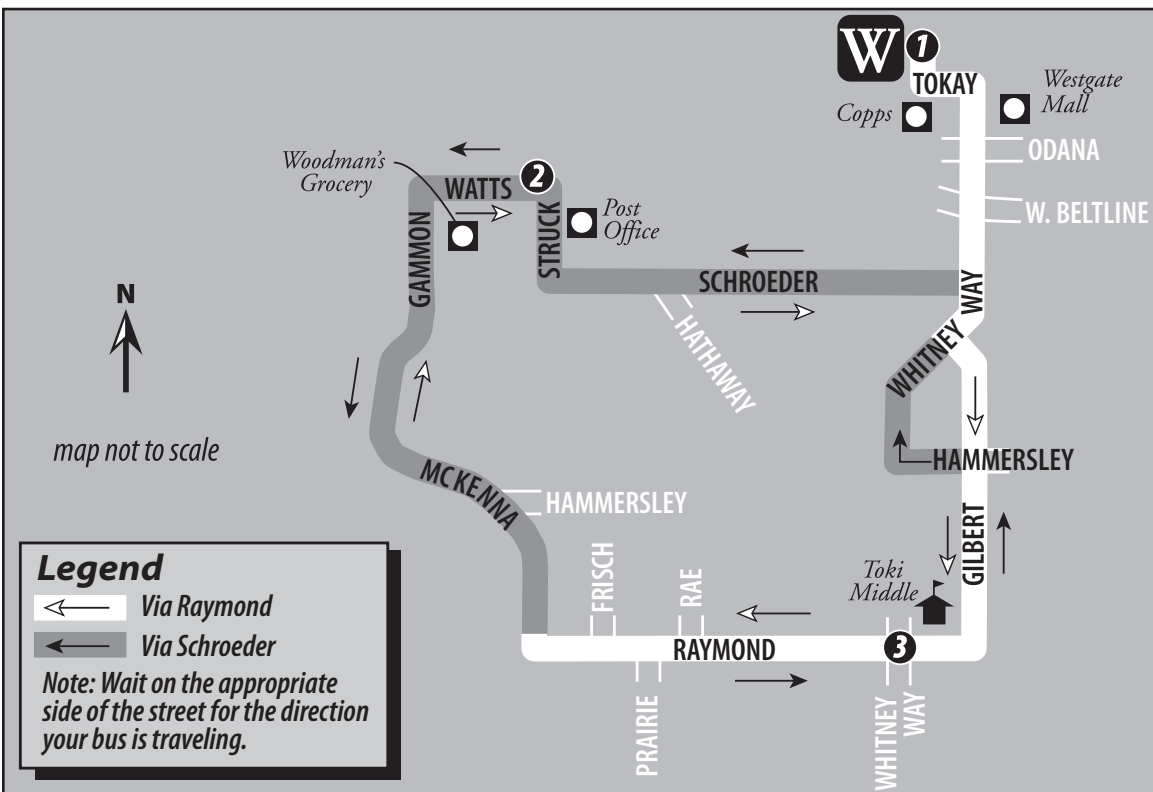 W
1
TOKAY
Copps
Westgate
Mall
ODANA
W. BELTLINE
Woodman's
Grocery
WATTS
2
Post
Office
STRUCK
GAMMON
SCHROEDER
HATHAWAY
WAY
WHITNEY
HAMMERSLEY
N
map not to scale
MCKENNA
HAMMERSLEY
GILBERT
Toki
Middle
FRISCH
RAE
RAYMOND
3
PRAIRIE
WHITNEY
WAY
Legend
Via Raymond
Via Schroeder
Note: Wait on the appropriate
side of the street for the direction
your bus is traveling.